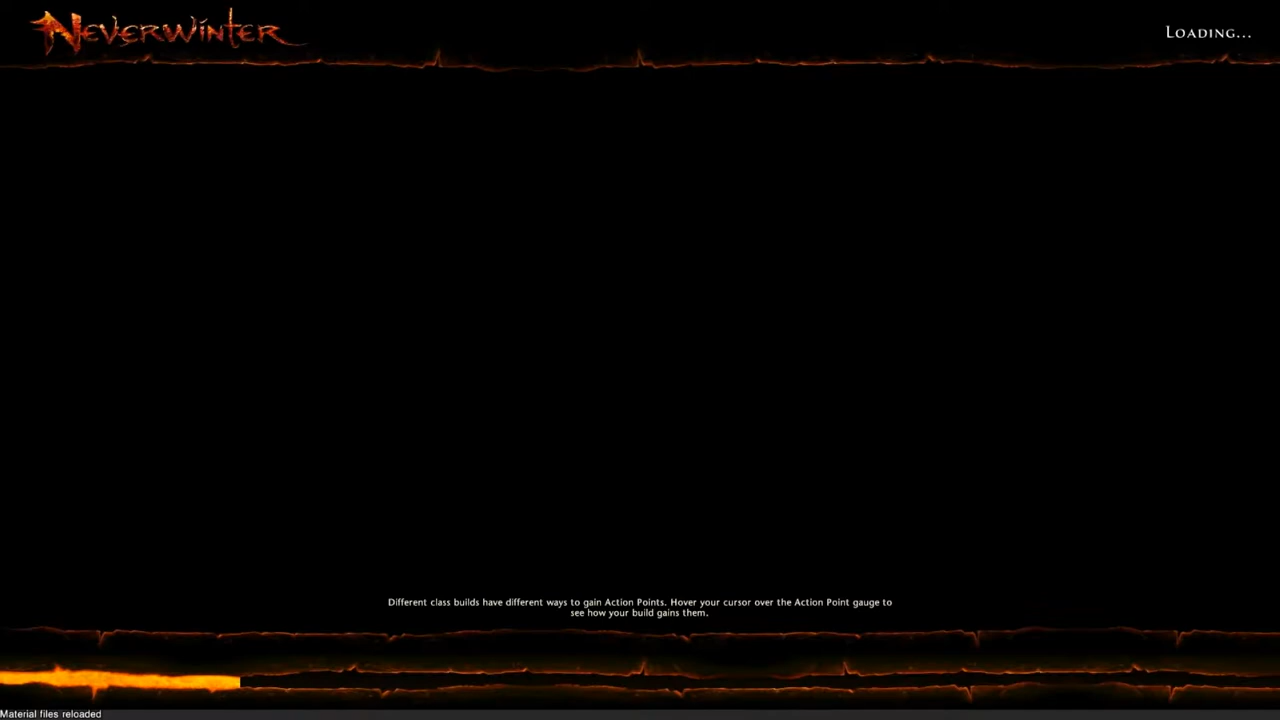 NEVERWINTER
LOADING...
Different class builds have different ways to gain Action Points. Hover your cursor over the Action Point gauge to
see how your build gains them.
Material files reloaded